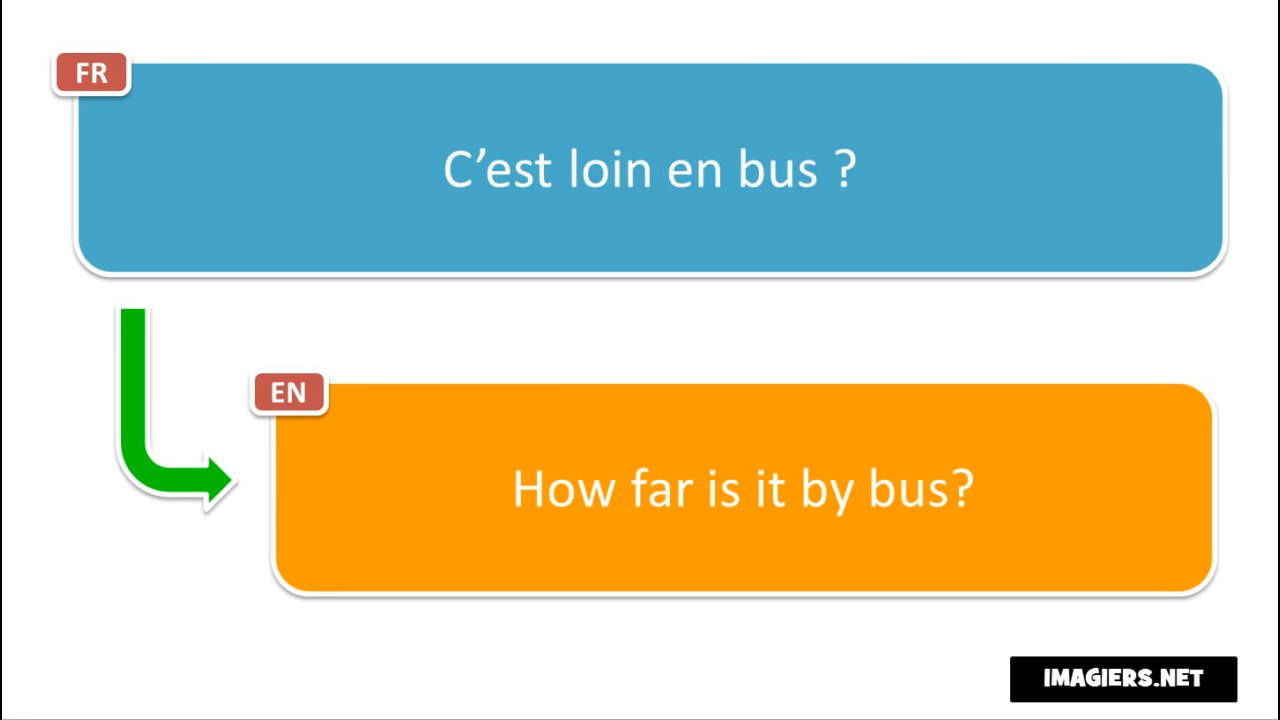 FR
C’est loin en bus ?
EN
How far is it by bus?
IMAGIERS.NET